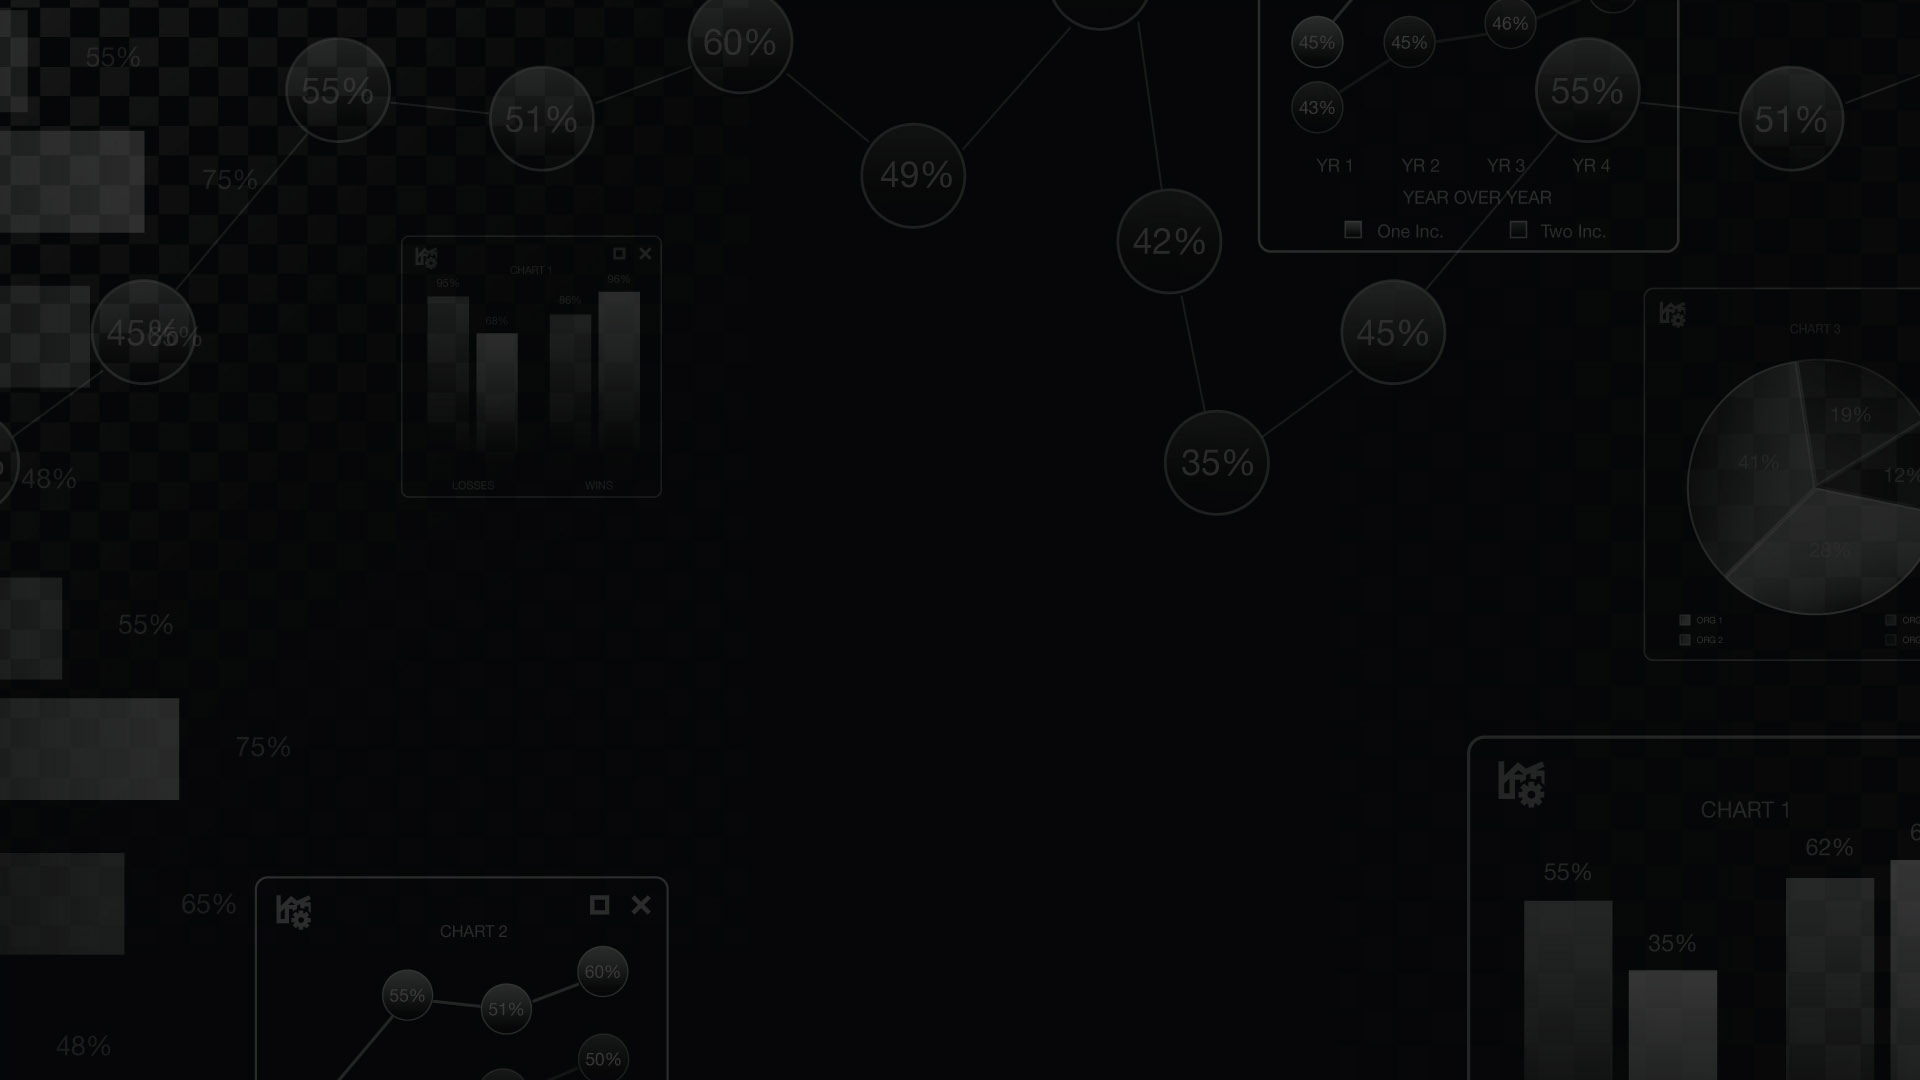 55%
75%
48%
55%
75%
65%
48%
45%
55%
51%
60%
49%
42%
35%
45%
55%
51%
CHART 1
95%
68%
86%
96%
LOSSES
WINS
45%
45%
46%
43%
YR 1
YR 2
YR 3
YR 4
YEAR OVER YEAR
One Inc.
Two Inc.
CHART 3
19%
41%
12%
28%
ORG 1
ORG 2
CHART 2
60%
55%
51%
50%
CHART 1
62%
55%
35%